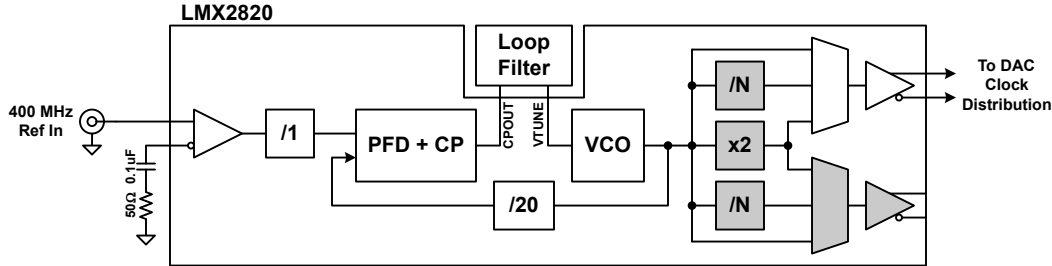 LMX2820
Loop
Filter
To DAC
Clock
Distribution
400 MHz
Ref In
/1
PFD + CP
CPOUT
VTUNE
VCO
/N
x2
/N
/20
0.1uF
50Ω